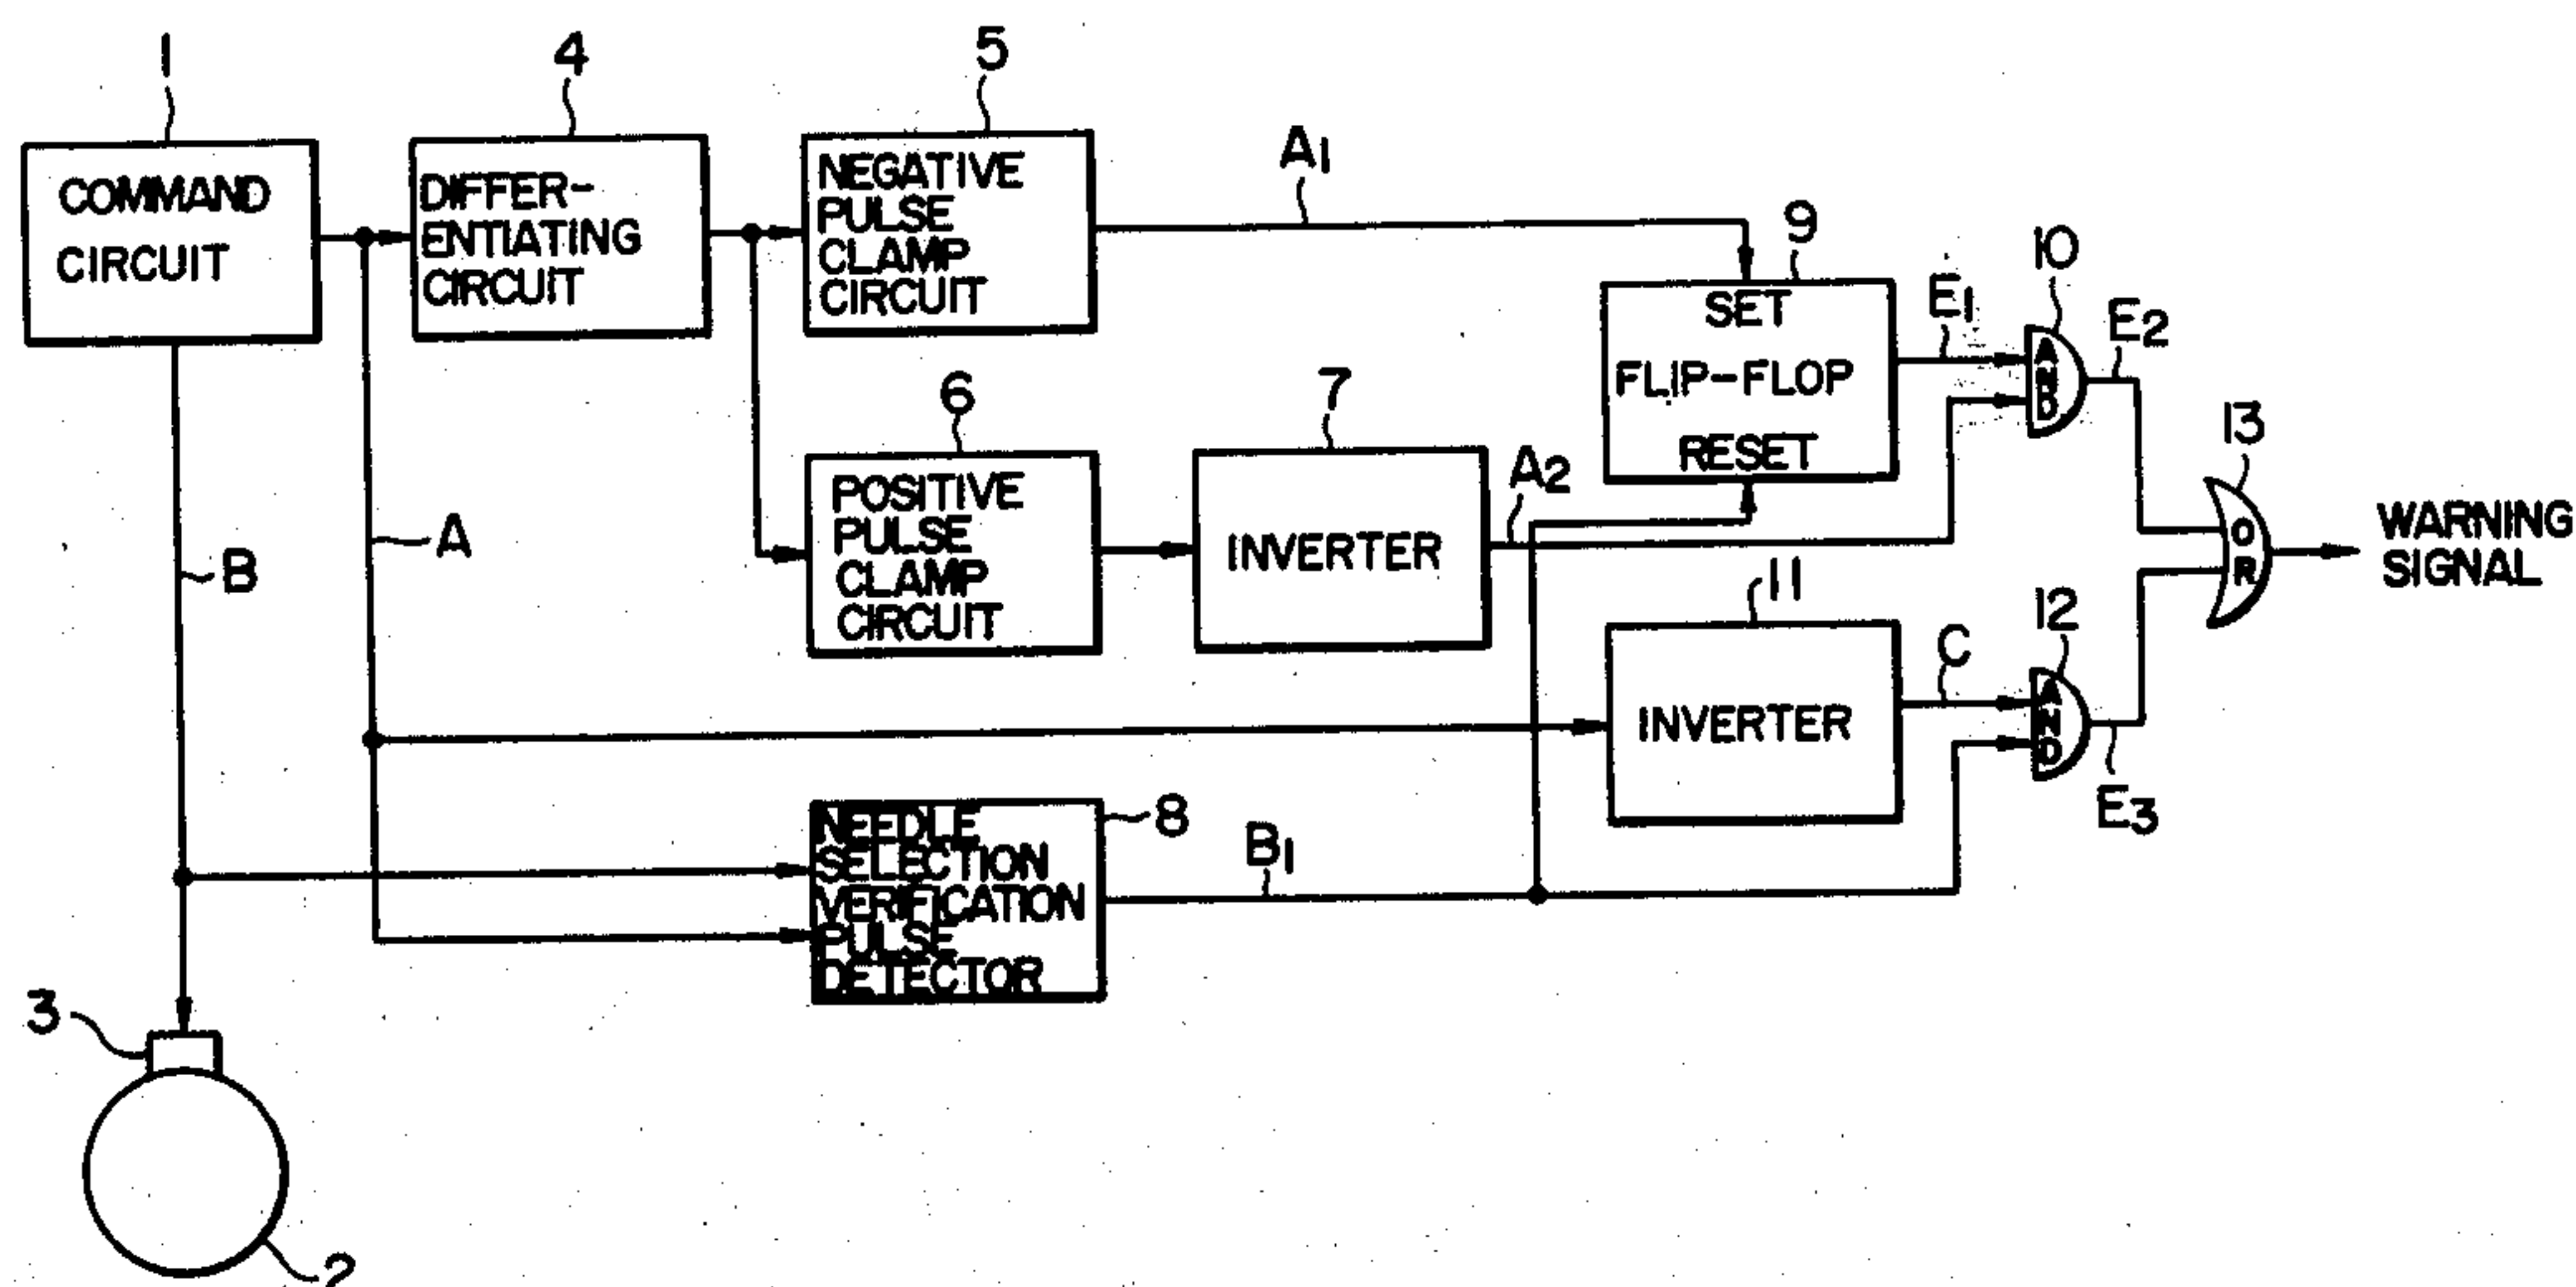 1
4
5
COMMAND
CIRCUIT
DIFFER-
ENTIATING
CIRCUIT
NEGATIVE
PULSE
CLAMP
CIRCUIT
A1
9
SET
FLIP-FLOP
RESET
E1
10
AND
E2
6
POSITIVE
PULSE
CLAMP
CIRCUIT
7
INVERTER
A2
13
OR
WARNING
SIGNAL
A
B
11
INVERTER
C
12
AND
E3
NEEDLE
SELECTION
VERIFICATION
PULSE
DETECTOR
8
B1
3
2